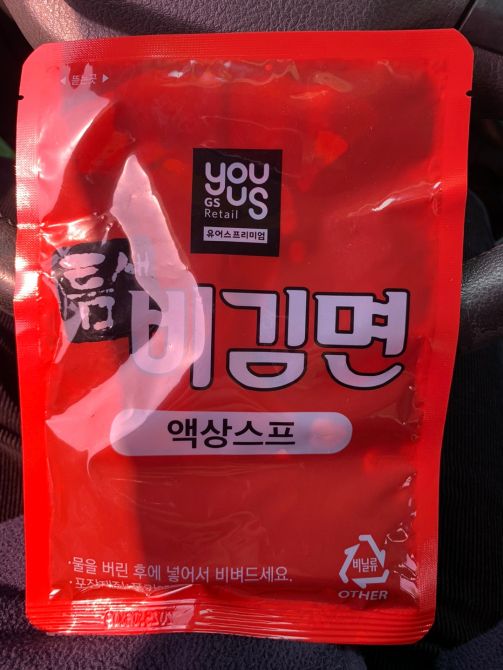 뜯는곳
you
us
GS
Retail
유어스프리미엄
틈새
비김면
액상스프
·물을 버린 후에 넣어서 비벼드세요.
비닐류
OTHER